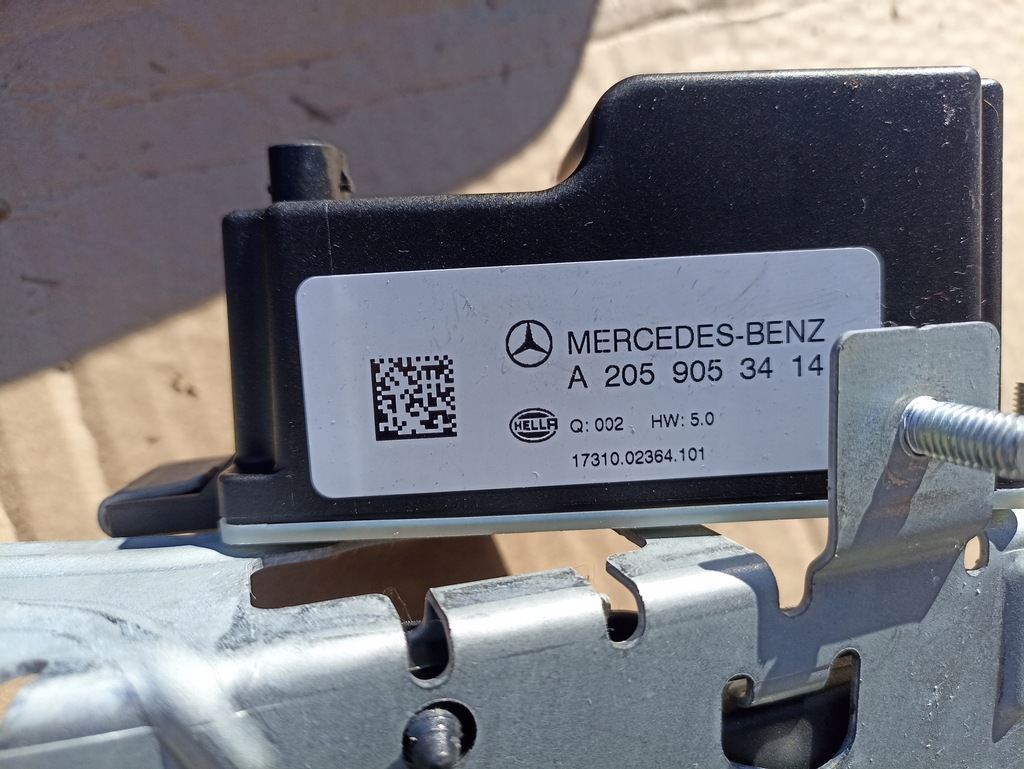 MERCEDES-BENZ
A 205 905 34 14
HELLA Q: 002 HW: 5.0
17310.02364.101